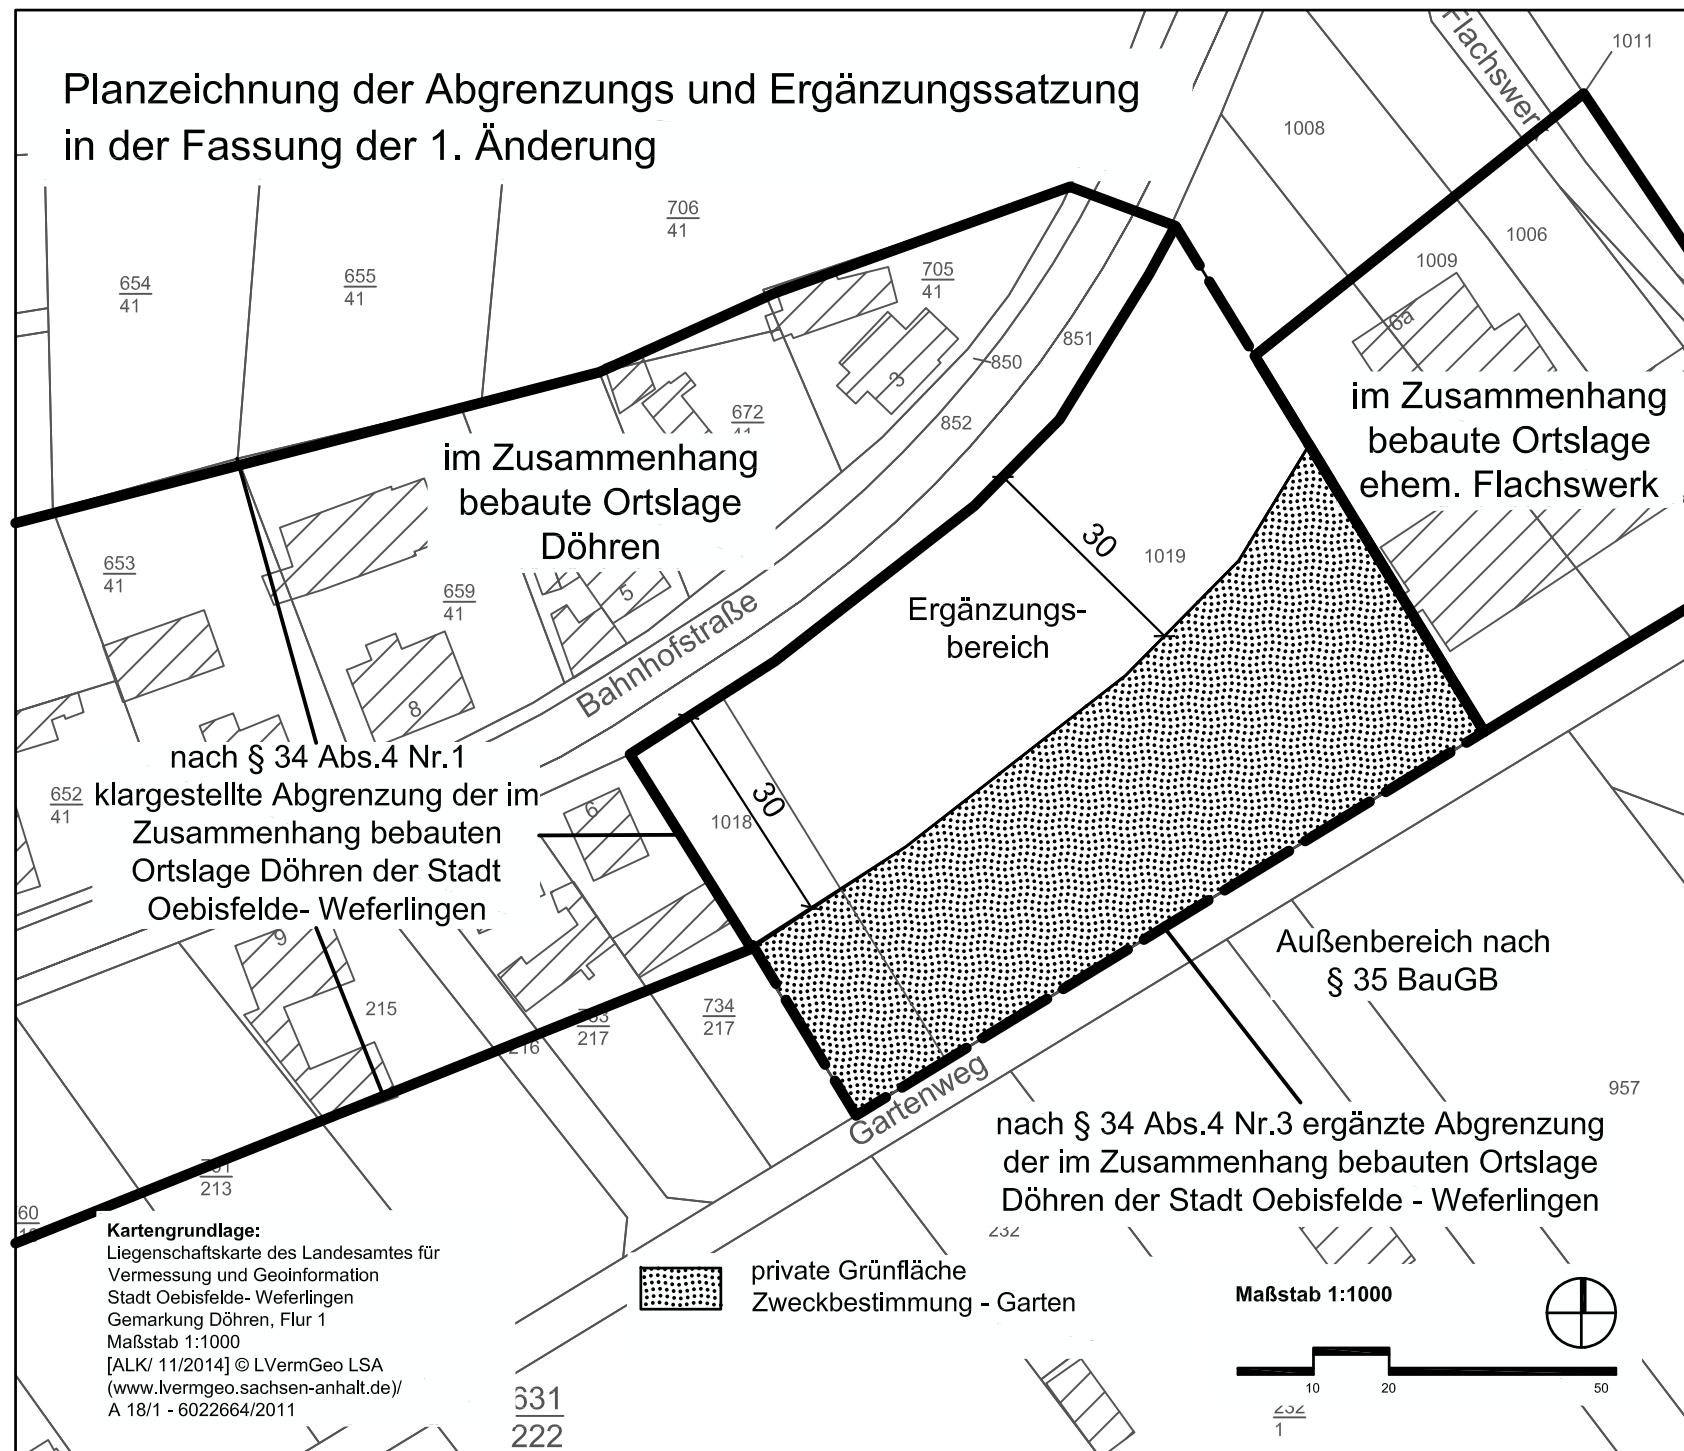 Planzeichnung der Abgrenzungs und Ergänzungssatzung
in der Fassung der 1. Änderung
1011
1008
1006
1009
6a
706
41
705
41
654
41
655
41
851
850
852
3
672
im Zusammenhang
bebaute Ortslage
Döhren
im Zusammenhang
bebaute Ortslage
ehem. Flachswerk
653
41
659
41
5
8
Bahnhofstraße
30
1019
Ergänzungs-
bereich
30
1018
6
nach § 34 Abs.4 Nr.1
klargestellte Abgrenzung der im
Zusammenhang bebauten
Ortslage Döhren der Stadt
Oebisfelde- Weferlingen
652
41
9
215
217
734
217
Außenbereich nach
§ 35 BauGB
Gartenweg
957
nach § 34 Abs.4 Nr.3 ergänzte Abgrenzung
der im Zusammenhang bebauten Ortslage
Döhren der Stadt Oebisfelde - Weferlingen
213
232
Kartengrundlage:
Liegenschaftskarte des Landesamtes für
Vermessung und Geoinformation
Stadt Oebisfelde- Weferlingen
Gemarkung Döhren, Flur 1
Maßstab 1:1000
[ALK/ 11/2014] © LVermGeo LSA
(www.lvermgeo.sachsen-anhalt.de)/
A 18/1 - 6022664/2011
private Grünfläche
Zweckbestimmung - Garten
Maßstab 1:1000
10 20 50
631
222
232
1